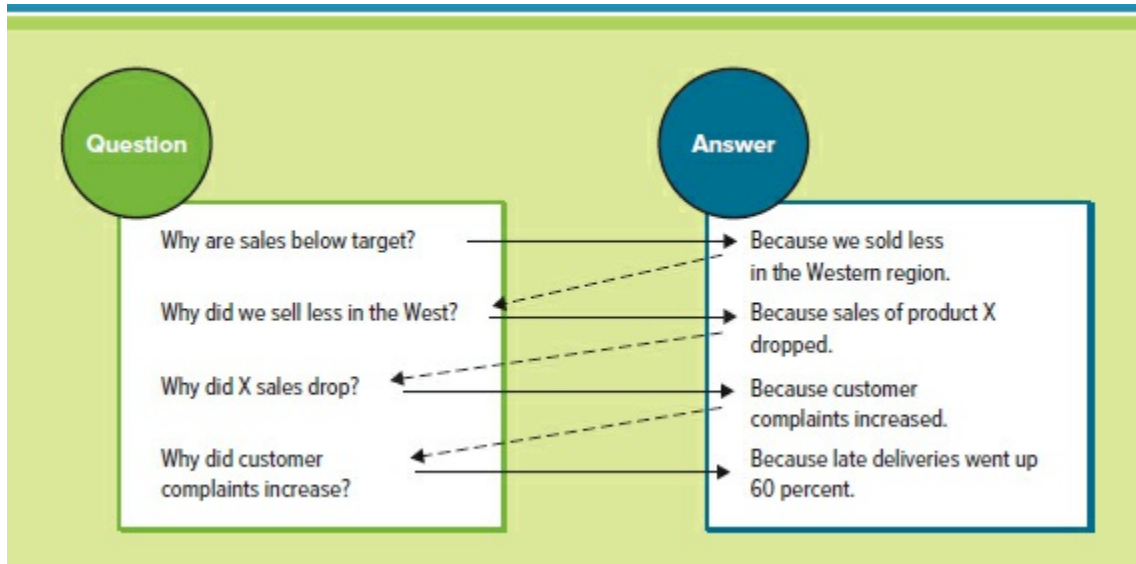 Question
Answer
Why are sales below target?
Because we sold less
in the Western region.
Why did we sell less in the West?
Because sales of product X
dropped.
Why did X sales drop?
Because customer
complaints increased.
Why did customer
complaints increase?
Because late deliveries went up
60 percent.